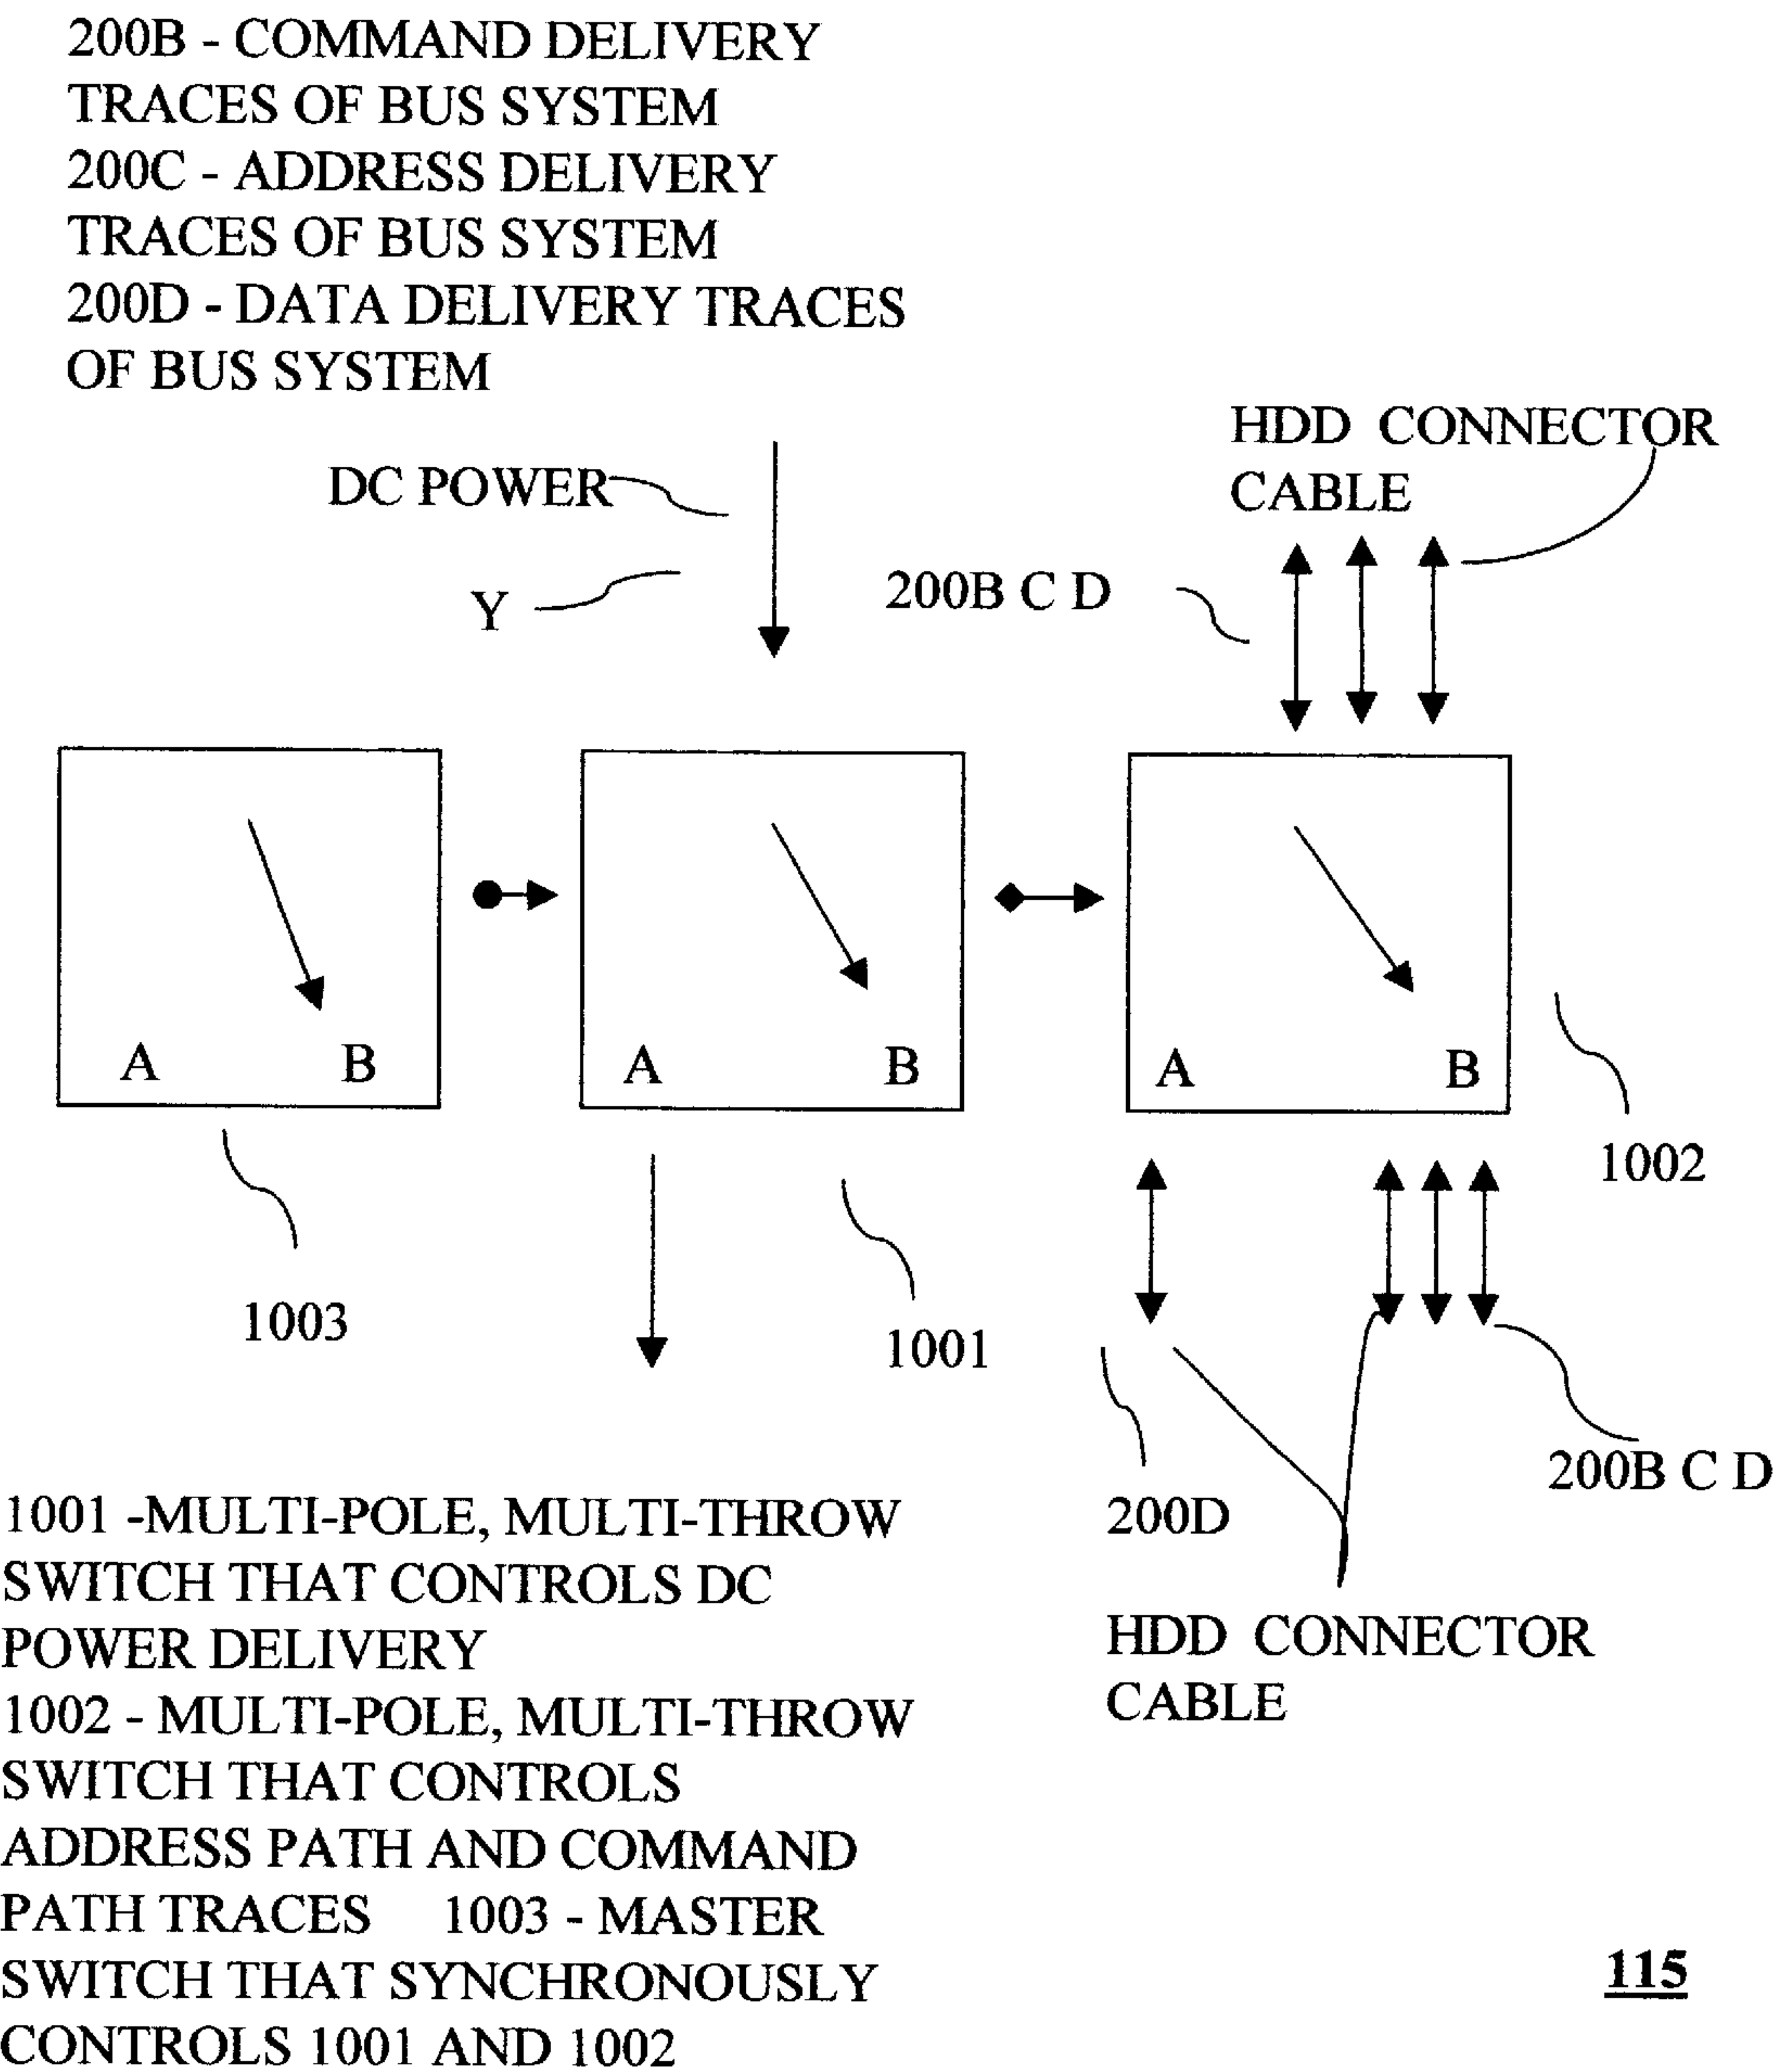 200B - COMMAND DELIVERY
TRACES OF BUS SYSTEM
200C - ADDRESS DELIVERY
TRACES OF BUS SYSTEM
200D - DATA DELIVERY TRACES
OF BUS SYSTEM
HDD CONNECTOR
CABLE
DC POWER
Y
200B C D
A B
A B
A B
1002
1003
1001
200B C D
200D
HDD CONNECTOR
CABLE
1001 -MULTI-POLE, MULTI-THROW
SWITCH THAT CONTROLS DC
POWER DELIVERY
1002 - MULTI-POLE, MULTI-THROW
SWITCH THAT CONTROLS
ADDRESS PATH AND COMMAND
PATH TRACES 1003 - MASTER
SWITCH THAT SYNCHRONOUSLY
CONTROLS 1001 AND 1002
115